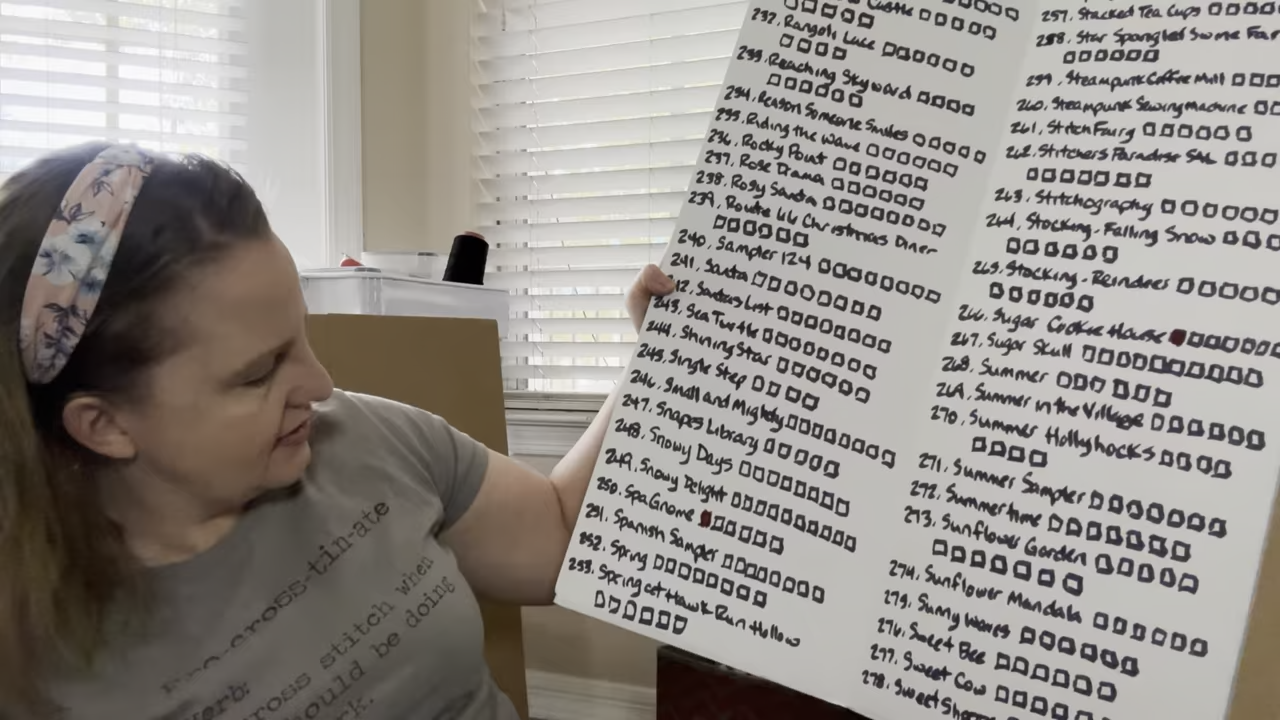 Castle
232. Rangoli Luce
233. Reaching Skyward
234. Reason Someone Smiles
235. Riding the Wave
236. Rocky Point
237. Rose Drama
238. Rosy Sandra
239. Route 66 Christmas Diner
240. Sampler 124
241. Santa
242. Santa's List
243. Sea Turtle
244. Shining Star
245. Single Step
246. Small and Mighty
247. Snapes Library
248. Snowy Days
249. Snowy Delight
250. Spa Gnome
251. Spanish Sampler
252. Spring
253. Spring at Hawk Run Hollow
257. Stacked Tea Cups
258. Star Spangled
259. Steampunk Coffee Mill
260. Steampunk Sewing machine
261. Stitch Fairy
262. Stitchers Paradise SAL
263. Stitchography
264. Stocking - Falling Snow
265. Stocking - Reindeer
266. Sugar Cookie House
267. Sugar Skull
268. Summer
269. Summer in the Village
270. Summer Hollyhocks
271. Summer Sampler
272. Summertime
273. Sunflower Garden
274. Sunflower Mandala
275. Sunny Waves
276. Sweet Bee
277. Sweet Cow
278. Sweet
pro-cross-tin-ate
verb:
cross stitch when
should be doing